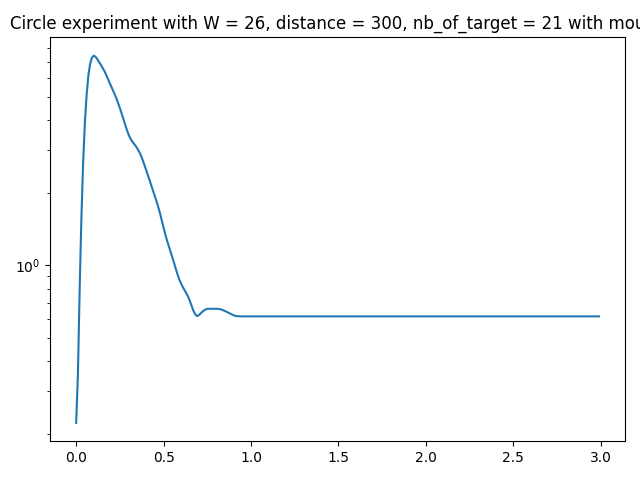 Circle experiment with W = 26, distance = 300, nb_of_target = 21 with mou
10⁰
0.0 0.5 1.0 1.5 2.0 2.5 3.0